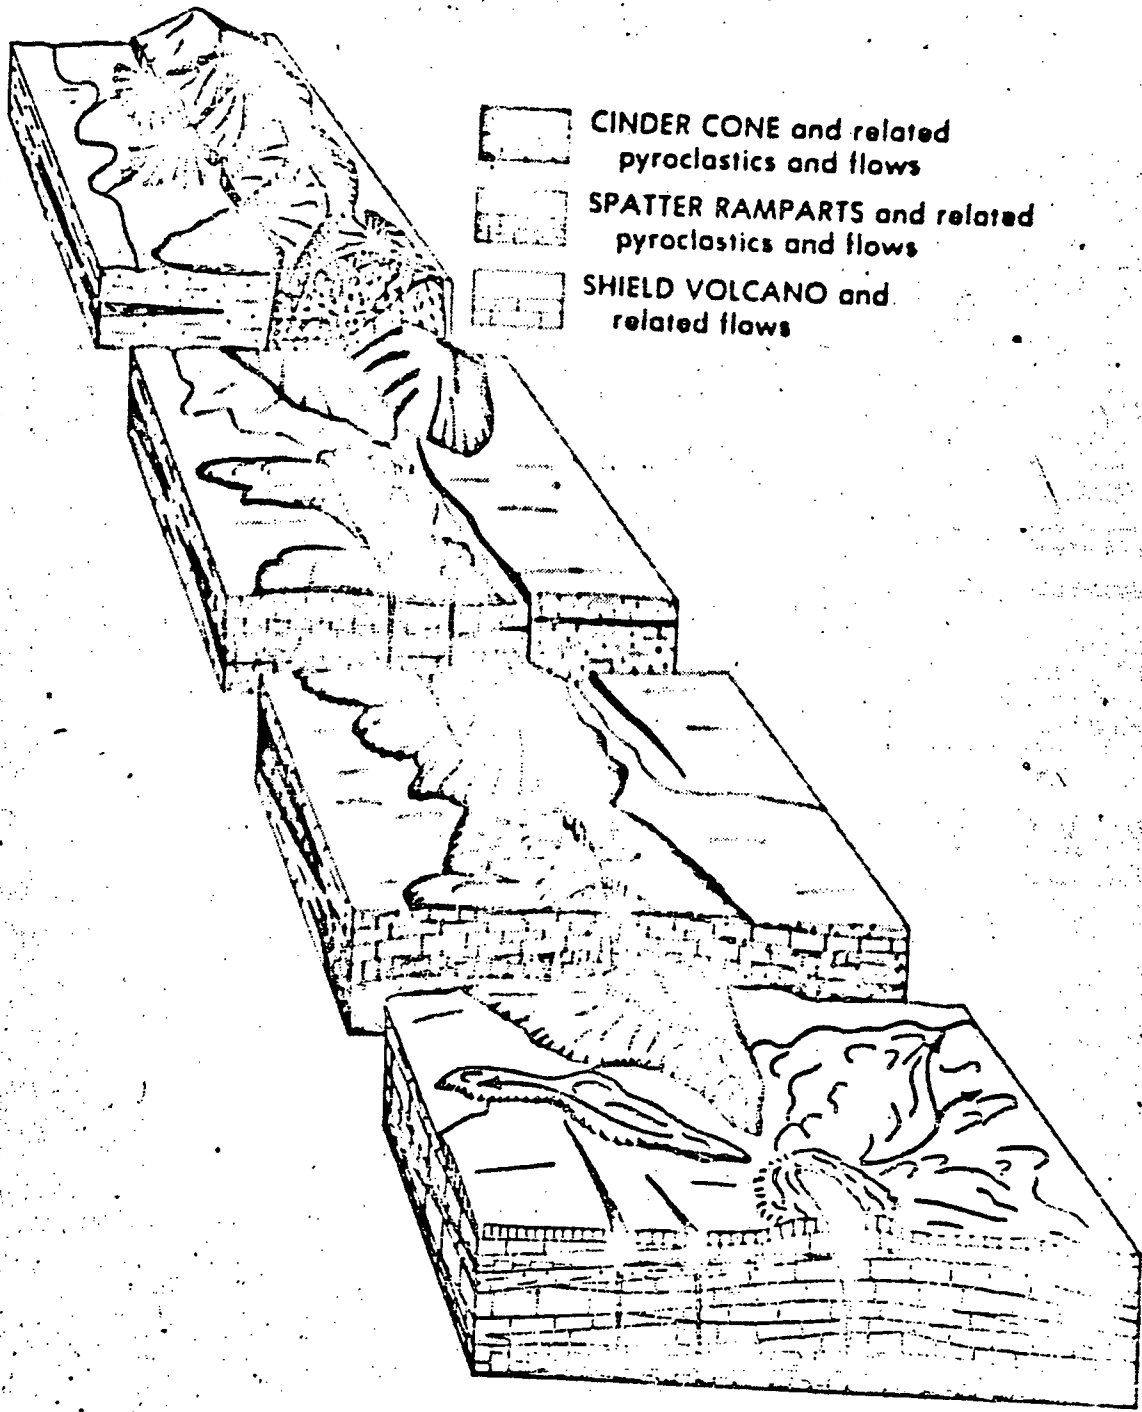 CINDER CONE and related
pyroclastics and flows
SPATTER RAMPARTS and related
pyroclastics and flows
SHIELD VOLCANO and
related flows